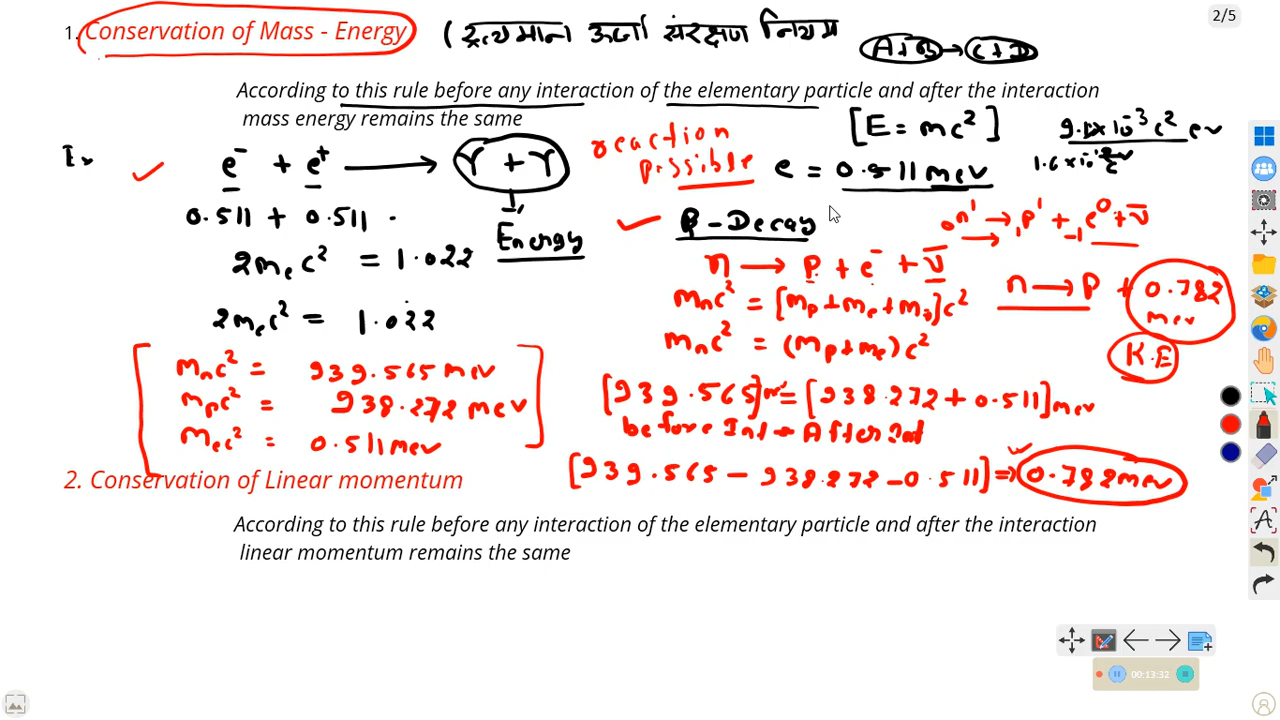 2/5
1. Conservation of Mass - Energy (द्रव्यमान ऊर्जा संरक्षण नियम
A+B → C+D
According to this rule before any interaction of the elementary particle and after the interaction
mass energy remains the same
[E = mc²]
Ex
e⁻ + e⁺ → γ + γ
reaction
possible
e = 0.511 mev
0.511 + 0.511
Energy
2mₑc² = 1.022
2mₑc² = 1.022
β-Decay
₀n¹ → ₁p¹ + ₋₁e⁰ + ν̄
n → p + e⁻ + ν̄
n → p + 0.782
mev
K.E
mₙc² = [mₚ+mₑ+m_ν̄]c²
mₙc² = (mₚ+mₑ)c²
mₙc² = 939.565 mev
mₚc² = 938.272 mev
mₑc² = 0.511 mev
[939.565] = [938.272 + 0.511] mev
before Int → After Int
[939.565 - 938.272 - 0.511] ⇒ 0.782 mev
2. Conservation of Linear momentum
According to this rule before any interaction of the elementary particle and after the interaction
linear momentum remains the same
00:13:32